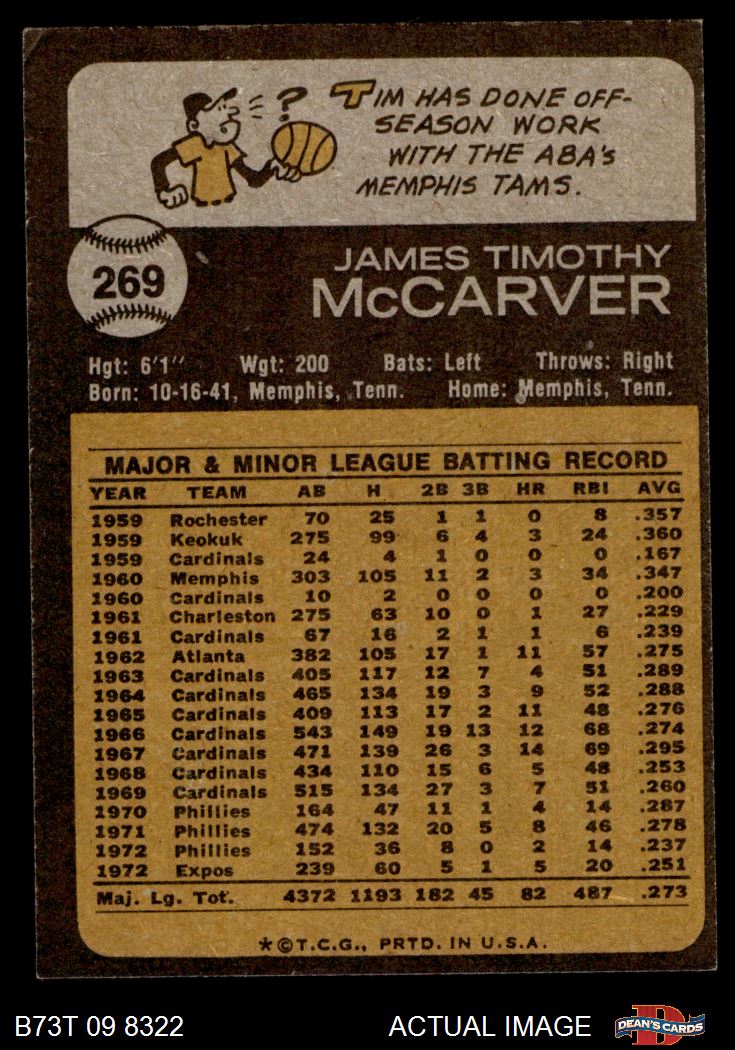 ?
TIM HAS DONE OFF-
SEASON WORK
WITH THE ABA'S
MEMPHIS TAMS.
269
JAMES TIMOTHY
McCARVER
Hgt: 6'1" Wgt: 200 Bats: Left Throws: Right
Born: 10-16-41, Memphis, Tenn. Home: Memphis, Tenn.
MAJOR & MINOR LEAGUE BATTING RECORD
YEAR TEAM AB H 2B 3B HR RBI AVG
1959 Rochester 70 25 1 1 0 8 .357
1959 Keokuk 275 99 6 4 3 24 .360
1959 Cardinals 24 4 1 0 0 0 .167
1960 Memphis 303 105 11 2 3 34 .347
1960 Cardinals 10 2 0 0 0 0 .200
1961 Charleston 275 63 10 0 1 27 .229
1961 Cardinals 67 16 2 1 1 6 .239
1962 Atlanta 382 105 17 1 11 57 .275
1963 Cardinals 405 117 12 7 4 51 .289
1964 Cardinals 465 134 19 3 9 52 .288
1965 Cardinals 409 113 17 2 11 48 .276
1966 Cardinals 543 149 19 13 12 68 .274
1967 Cardinals 471 139 26 3 14 69 .295
1968 Cardinals 434 110 15 6 5 48 .253
1969 Cardinals 515 134 27 3 7 51 .260
1970 Phillies 164 47 11 1 4 14 .287
1971 Phillies 474 132 20 5 8 46 .278
1972 Phillies 152 36 8 0 2 14 .237
1972 Expos 239 60 5 1 5 20 .251
Maj. Lg. Tot. 4372 1193 182 45 82 487 .273
*©T.C.G., PRTD. IN U.S.A.
B73T 09 8322 ACTUAL IMAGE
D
DEAN'S CARDS